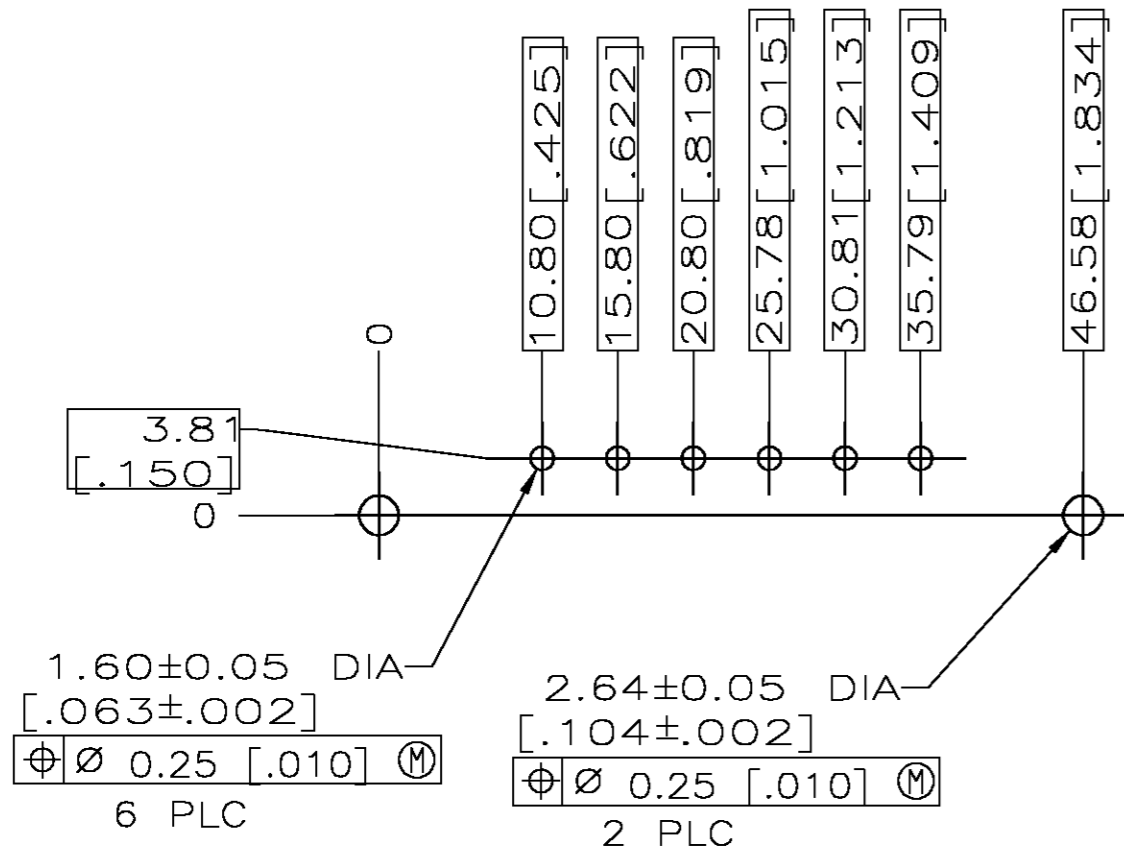 10.80[.425]
15.80[.622]
20.80[.819]
25.78[1.015]
30.81[1.213]
35.79[1.409]
46.58[1.834]
0
3.81
[.150]
0
1.60±0.05 DIA
[.063±.002]
⌖ Ø 0.25 [.010] Ⓜ
6 PLC
2.64±0.05 DIA
[.104±.002]
⌖ Ø 0.25 [.010] Ⓜ
2 PLC